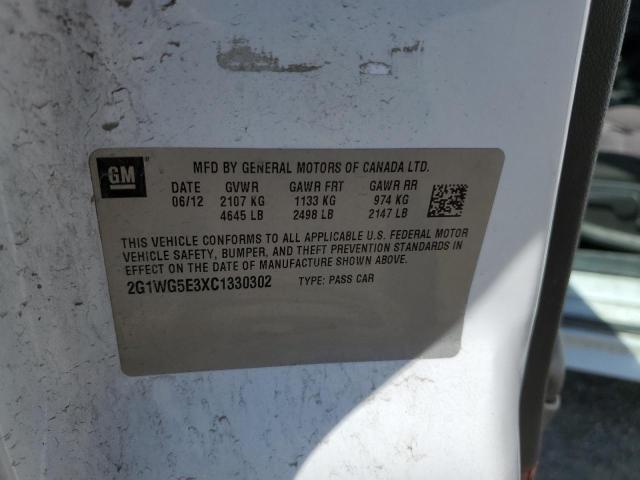 GM
MFD BY GENERAL MOTORS OF CANADA LTD.
DATE GVWR GAWR FRT GAWR RR
06/12 2107 KG 1133 KG 974 KG
4645 LB 2498 LB 2147 LB
THIS VEHICLE CONFORMS TO ALL APPLICABLE U.S. FEDERAL MOTOR
VEHICLE SAFETY, BUMPER, AND THEFT PREVENTION STANDARDS IN
EFFECT ON THE DATE OF MANUFACTURE SHOWN ABOVE.
2G1WG5E3XC1330302 TYPE: PASS CAR